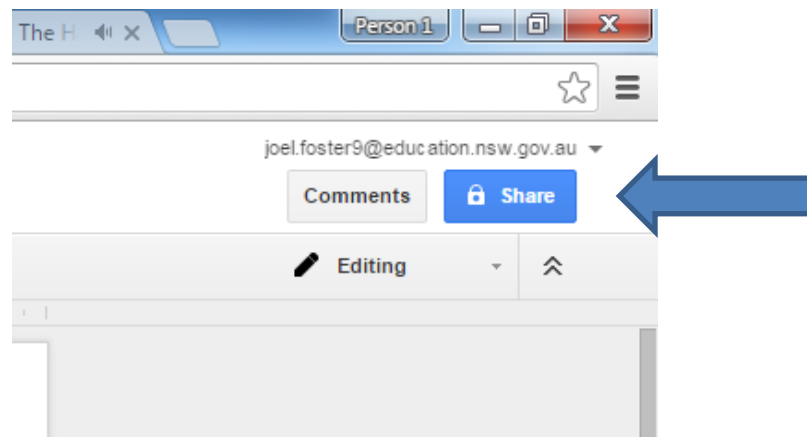 The H
Person 1
joel.foster9@education.nsw.gov.au
Comments
Share
Editing